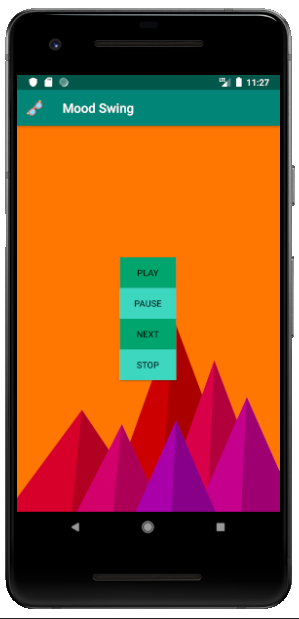 11:27
Mood Swing
PLAY
PAUSE
NEXT
STOP